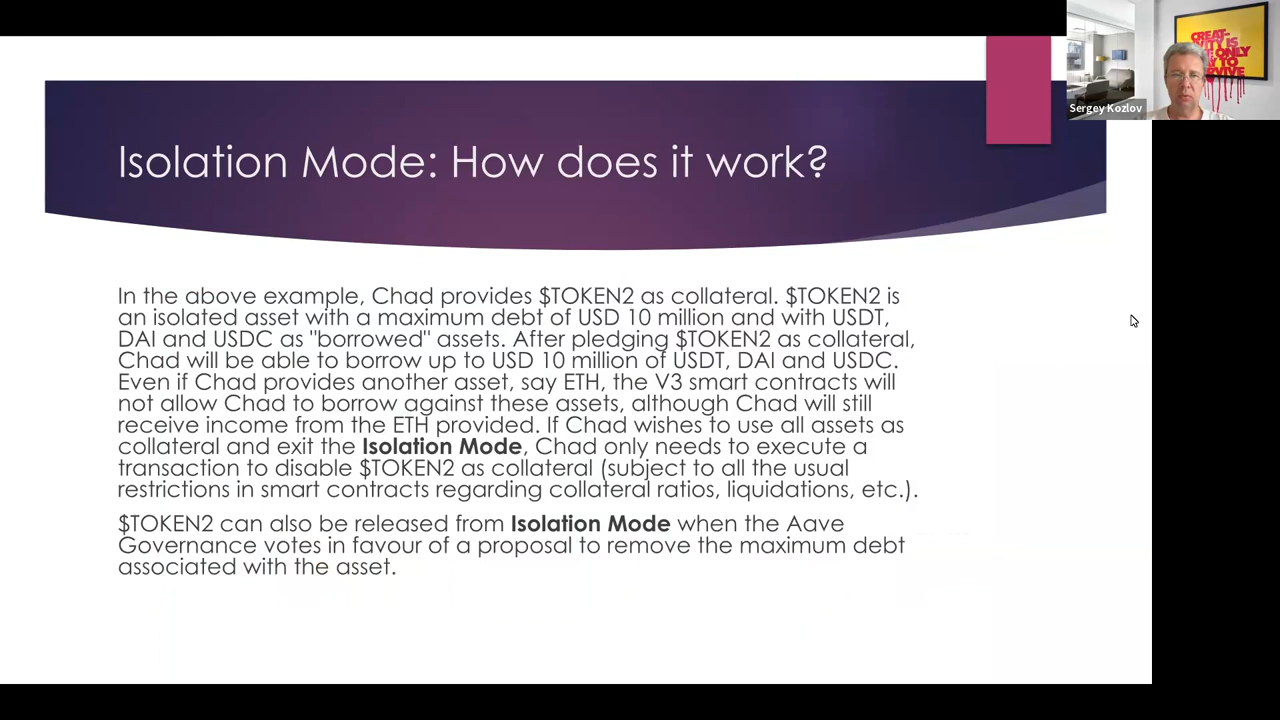 Isolation Mode: How does it work?
In the above example, Chad provides $TOKEN2 as collateral. $TOKEN2 is
an isolated asset with a maximum debt of USD 10 million and with USDT,
DAI and USDC as "borrowed" assets. After pledging $TOKEN2 as collateral,
Chad will be able to borrow up to USD 10 million of USDT, DAI and USDC.
Even if Chad provides another asset, say ETH, the V3 smart contracts will
not allow Chad to borrow against these assets, although Chad will still
receive income from the ETH provided. If Chad wishes to use all assets as
collateral and exit the Isolation Mode, Chad only needs to execute a
transaction to disable $TOKEN2 as collateral (subject to all the usual
restrictions in smart contracts regarding collateral ratios, liquidations, etc.).
$TOKEN2 can also be released from Isolation Mode when the Aave
Governance votes in favour of a proposal to remove the maximum debt
associated with the asset.
Sergey Kozlov
CREAT-
IS
ONLY
TO